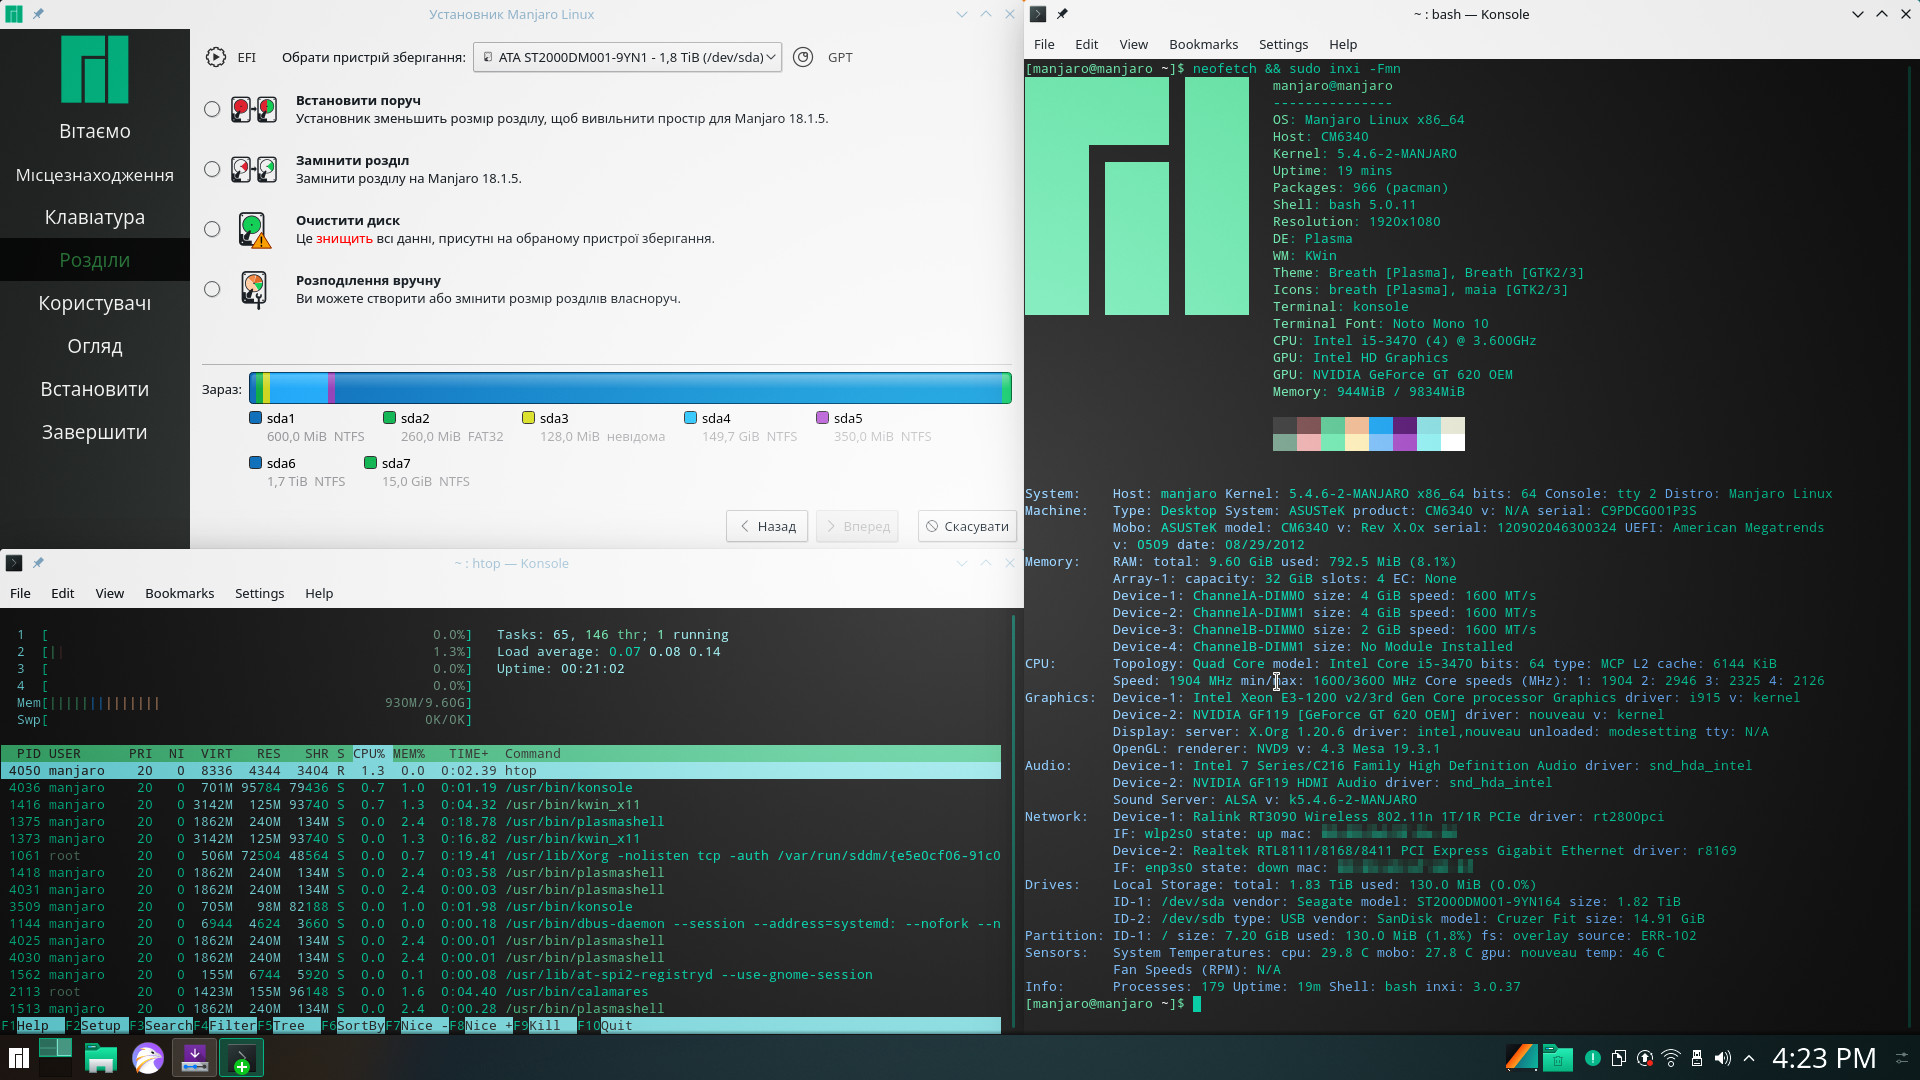 Установник Manjaro Linux
Вітаємо
Місцезнаходження
Клавіатура
Розділи
Користувачі
Огляд
Встановити
Завершити
EFI Обрати пристрій зберігання: ATA ST2000DM001-9YN1 - 1,8 TiB (/dev/sda) GPT
Встановити поруч
Установник зменьшить розмір розділу, щоб вивільнити простір для Manjaro 18.1.5.
Замінити розділ
Замінити розділу на Manjaro 18.1.5.
Очистити диск
Це знищить всі данні, присутні на обраному пристрої зберігання.
Розподілення вручну
Ви можете створити або змінити розмір розділів власноруч.
Зараз:
sda1 sda2 sda3 sda4 sda5
600,0 MiB NTFS 260,0 MiB FAT32 128,0 MiB невідома 149,7 GiB NTFS 350,0 MiB NTFS
sda6 sda7
1,7 TiB NTFS 15,0 GiB NTFS
Назад Вперед Скасувати
~ : htop — Konsole
File Edit View Bookmarks Settings Help
1 [ 0.0%] Tasks: 65, 146 thr; 1 running
2 [|| 1.3%] Load average: 0.07 0.08 0.14
3 [ 0.0%] Uptime: 00:21:02
4 [ 0.0%]
Mem[|||||||||||||| 930M/9.60G]
Swp[ 0K/0K]
PID USER PRI NI VIRT RES SHR S CPU% MEM% TIME+ Command
4050 manjaro 20 0 8336 4344 3404 R 1.3 0.0 0:02.39 htop
4036 manjaro 20 0 701M 95784 79436 S 0.7 1.0 0:01.19 /usr/bin/konsole
1416 manjaro 20 0 3142M 125M 93740 S 0.7 1.3 0:04.32 /usr/bin/kwin_x11
1375 manjaro 20 0 1862M 240M 134M S 0.0 2.4 0:18.78 /usr/bin/plasmashell
1373 manjaro 20 0 3142M 125M 93740 S 0.0 1.3 0:16.82 /usr/bin/kwin_x11
1061 root 20 0 506M 72504 48564 S 0.0 0.7 0:19.41 /usr/lib/Xorg -nolisten tcp -auth /var/run/sddm/{e5e0cf06-91c0
1418 manjaro 20 0 1862M 240M 134M S 0.0 2.4 0:03.58 /usr/bin/plasmashell
4031 manjaro 20 0 1862M 240M 134M S 0.0 2.4 0:00.03 /usr/bin/plasmashell
3509 manjaro 20 0 705M 98M 82188 S 0.0 1.0 0:01.98 /usr/bin/konsole
1144 manjaro 20 0 6944 4624 3660 S 0.0 0.0 0:00.18 /usr/bin/dbus-daemon --session --address=systemd: --nofork --n
4025 manjaro 20 0 1862M 240M 134M S 0.0 2.4 0:00.01 /usr/bin/plasmashell
4030 manjaro 20 0 1862M 240M 134M S 0.0 2.4 0:00.01 /usr/bin/plasmashell
1562 manjaro 20 0 155M 6744 5920 S 0.0 0.1 0:00.08 /usr/lib/at-spi2-registryd --use-gnome-session
2113 root 20 0 1423M 155M 96148 S 0.0 1.6 0:04.40 /usr/bin/calamares
1513 manjaro 20 0 1862M 240M 134M S 0.0 2.4 0:00.28 /usr/bin/plasmashell
F1Help F2Setup F3SearchF4FilterF5Tree F6SortByF7Nice -F8Nice +F9Kill F10Quit
~ : bash — Konsole
File Edit View Bookmarks Settings Help
[manjaro@manjaro ~]$ neofetch && sudo inxi -Fmn
manjaro@manjaro
---------------
OS: Manjaro Linux x86_64
Host: CM6340
Kernel: 5.4.6-2-MANJARO
Uptime: 19 mins
Packages: 966 (pacman)
Shell: bash 5.0.11
Resolution: 1920x1080
DE: Plasma
WM: KWin
Theme: Breath [Plasma], Breath [GTK2/3]
Icons: breath [Plasma], maia [GTK2/3]
Terminal: konsole
Terminal Font: Noto Mono 10
CPU: Intel i5-3470 (4) @ 3.600GHz
GPU: Intel HD Graphics
GPU: NVIDIA GeForce GT 620 OEM
Memory: 944MiB / 9834MiB
System: Host: manjaro Kernel: 5.4.6-2-MANJARO x86_64 bits: 64 Console: tty 2 Distro: Manjaro Linux
Machine: Type: Desktop System: ASUSTeK product: CM6340 v: N/A serial: C9PDCG001P3S
Mobo: ASUSTeK model: CM6340 v: Rev X.0x serial: 120902046300324 UEFI: American Megatrends
v: 0509 date: 08/29/2012
Memory: RAM: total: 9.60 GiB used: 792.5 MiB (8.1%)
Array-1: capacity: 32 GiB slots: 4 EC: None
Device-1: ChannelA-DIMM0 size: 4 GiB speed: 1600 MT/s
Device-2: ChannelA-DIMM1 size: 4 GiB speed: 1600 MT/s
Device-3: ChannelB-DIMM0 size: 2 GiB speed: 1600 MT/s
Device-4: ChannelB-DIMM1 size: No Module Installed
CPU: Topology: Quad Core model: Intel Core i5-3470 bits: 64 type: MCP L2 cache: 6144 KiB
Speed: 1904 MHz min/max: 1600/3600 MHz Core speeds (MHz): 1: 1904 2: 2946 3: 2325 4: 2126
Graphics: Device-1: Intel Xeon E3-1200 v2/3rd Gen Core processor Graphics driver: i915 v: kernel
Device-2: NVIDIA GF119 [GeForce GT 620 OEM] driver: nouveau v: kernel
Display: server: X.Org 1.20.6 driver: intel,nouveau unloaded: modesetting tty: N/A
OpenGL: renderer: NVD9 v: 4.3 Mesa 19.3.1
Audio: Device-1: Intel 7 Series/C216 Family High Definition Audio driver: snd_hda_intel
Device-2: NVIDIA GF119 HDMI Audio driver: snd_hda_intel
Sound Server: ALSA v: k5.4.6-2-MANJARO
Network: Device-1: Ralink RT3090 Wireless 802.11n 1T/1R PCIe driver: rt2800pci
IF: wlp2s0 state: up mac:
Device-2: Realtek RTL8111/8168/8411 PCI Express Gigabit Ethernet driver: r8169
IF: enp3s0 state: down mac:
Drives: Local Storage: total: 1.83 TiB used: 130.0 MiB (0.0%)
ID-1: /dev/sda vendor: Seagate model: ST2000DM001-9YN164 size: 1.82 TiB
ID-2: /dev/sdb type: USB vendor: SanDisk model: Cruzer Fit size: 14.91 GiB
Partition: ID-1: / size: 7.20 GiB used: 130.0 MiB (1.8%) fs: overlay source: ERR-102
Sensors: System Temperatures: cpu: 29.8 C mobo: 27.8 C gpu: nouveau temp: 46 C
Fan Speeds (RPM): N/A
Info: Processes: 179 Uptime: 19m Shell: bash inxi: 3.0.37
[manjaro@manjaro ~]$
4:23 PM